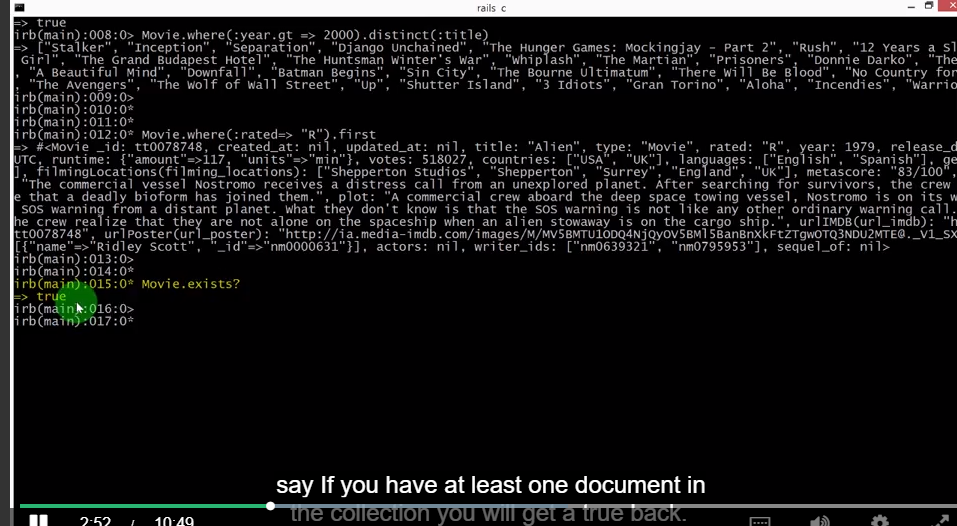 rails c
=> true
irb(main):008:0> Movie.where(:year.gt => 2000).distinct(:title)
=> ["Stalker", "Inception", "Separation", "Django Unchained", "The Hunger Games: Mockingjay - Part 2", "Rush", "12 Years a Sl
Girl", "The Grand Budapest Hotel", "The Huntsman Winter's War", "Whiplash", "The Martian", "Prisoners", "Donnie Darko", "The
, "A Beautiful Mind", "Downfall", "Batman Begins", "Sin City", "The Bourne Ultimatum", "There Will Be Blood", "No Country for
, "The Avengers", "The Wolf of Wall Street", "Up", "Shutter Island", "3 Idiots", "Gran Torino", "Aloha", "Incendies", "Warrio
irb(main):009:0>
irb(main):010:0*
irb(main):011:0*
irb(main):012:0* Movie.where(:rated=> "R").first
=> #<Movie _id: tt0078748, created_at: nil, updated_at: nil, title: "Alien", type: "Movie", rated: "R", year: 1979, release_d
UTC, runtime: {"amount"=>117, "units"=>"min"}, votes: 518027, countries: ["USA", "UK"], languages: ["English", "Spanish"], ge
], filmingLocations(filming_locations): ["Shepperton Studios", "Shepperton", "Surrey", "England", "UK"], metascore: "83/100",
"The commercial vessel Nostromo receives a distress call from an unexplored planet. After searching for survivors, the crew
e that a deadly bioform has joined them.", plot: "A commercial crew aboard the deep space towing vessel, Nostromo is on its w
SOS warning from a distant planet. What they don't know is that the SOS warning is not like any other ordinary warning call.
he crew realize that they are not alone on the spaceship when an alien stowaway is on the cargo ship.", urlIMDB(url_imdb): "h
tt0078748", urlPoster(url_poster): "http://ia.media-imdb.com/images/M/MV5BMTU1ODQ4NjQyOV5BMl5BanBnXkFtZTgwOTQ3NDU2MTE@._V1_SX
[{"name"=>"Ridley Scott", "_id"=>"nm0000631"}], actors: nil, writer_ids: ["nm0639321", "nm0795953"], sequel_of: nil>
irb(main):013:0>
irb(main):014:0*
irb(main):015:0* Movie.exists?
=> true
irb(main):016:0>
irb(main):017:0*
say If you have at least one document in
the collection you will get a true back.
2:52 / 10:49